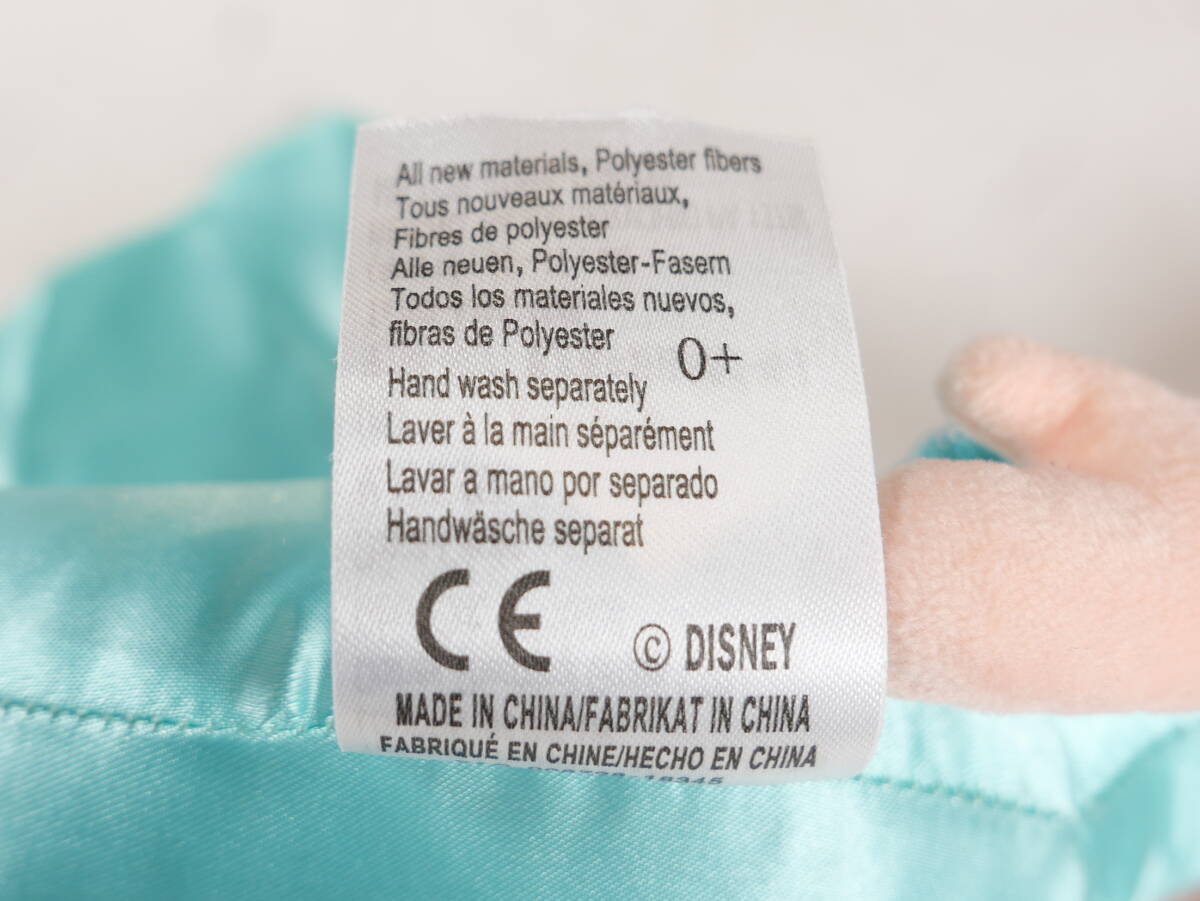 All new materials, Polyester fibers
Tous nouveaux matériaux,
Fibres de polyester
Alle neuen, Polyester-Fasern
Todos los materiales nuevos,
fibras de Polyester
0+
Hand wash separately
Laver à la main séparément
Lavar a mano por separado
Handwäsche separat
CE
© DISNEY
MADE IN CHINA/FABRIKAT IN CHINA
FABRIQUÉ EN CHINE/HECHO EN CHINA